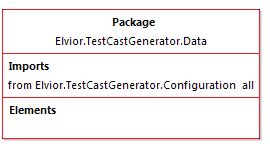 Package
Elvior.TestCastGenerator.Data
Imports
from Elvior.TestCastGenerator.Configuration all
Elements